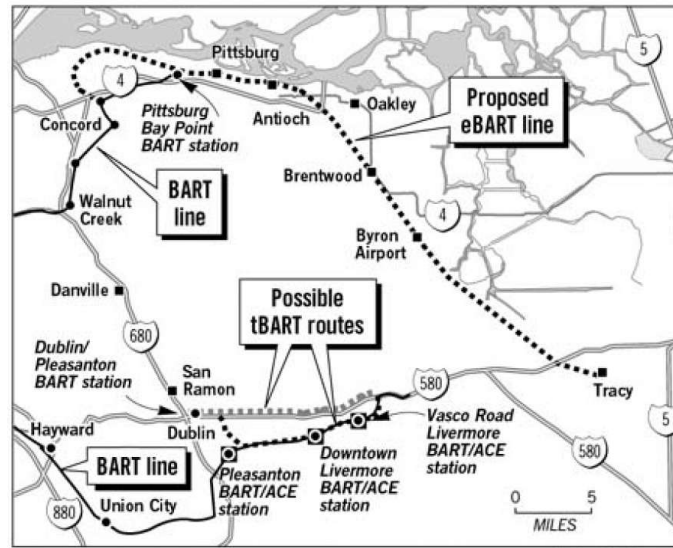 5
4
Pittsburg
Oakley
Proposed
eBART line
Antioch
Pittsburg
Bay Point
BART station
Concord
BART
line
Brentwood
Walnut
Creek
4
Byron
Airport
Danville
Possible
tBART routes
680
Dublin/
Pleasanton
BART station
San
Ramon
580
Tracy
Dublin
Vasco Road
Livermore
BART/ACE
station
Hayward
5
BART line
Pleasanton
BART/ACE
station
Downtown
Livermore
BART/ACE
station
580
Union City
880
0
5
MILES